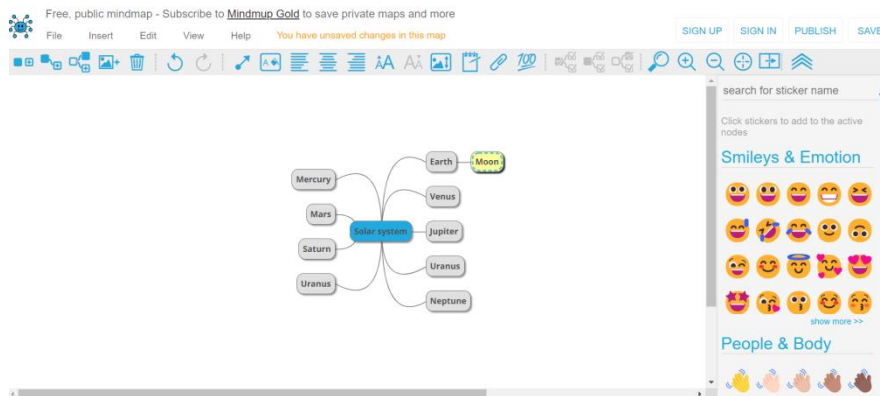 Free, public mindmap - Subscribe to Mindmup Gold to save private maps and more
File Insert Edit View Help You have unsaved changes in this map
SIGN UP SIGN IN PUBLISH SAVE
AA AA 100
search for sticker name
Click stickers to add to the active
nodes
Smileys & Emotion
show more >>
People & Body
Mercury
Mars
Saturn
Uranus
Solar system
Earth Moon
Venus
Jupiter
Uranus
Neptune